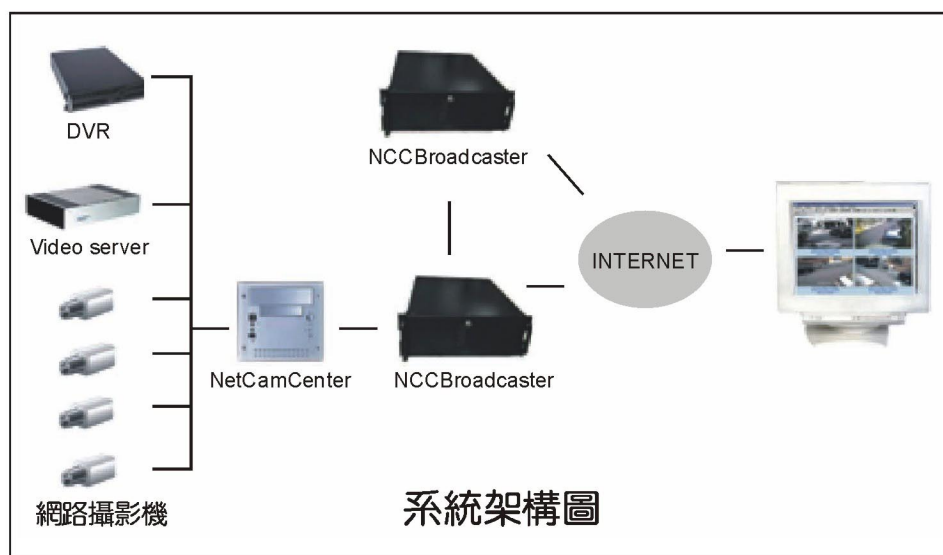 DVR
Video server
網路攝影機
NetCamCenter
NCCBroadcaster
NCCBroadcaster
INTERNET
系統架構圖